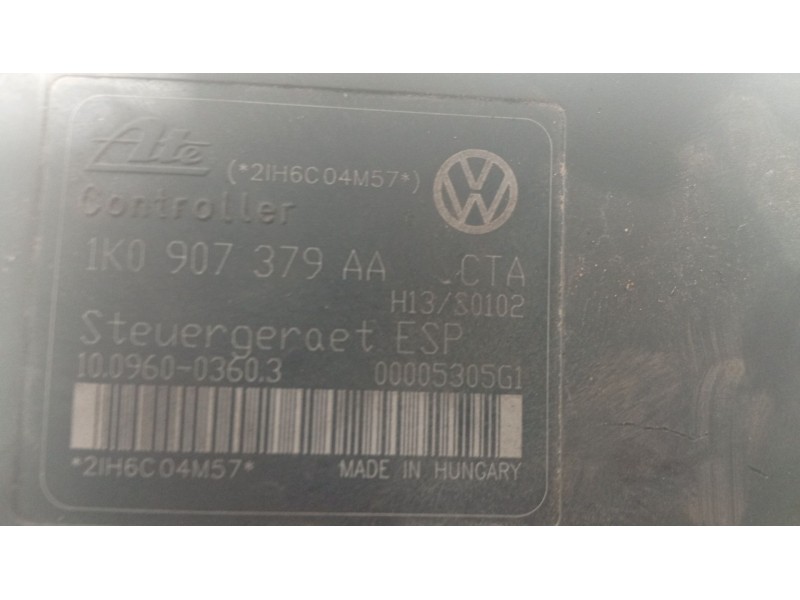 Ate
(*2IH6C04M57*)
Controller
1K0 907 379 AA CTA
H13/S0102
Steuergeraet ESP
10.0960-0360.3 00005305G1
*2IH6C04M57* MADE IN HUNGARY